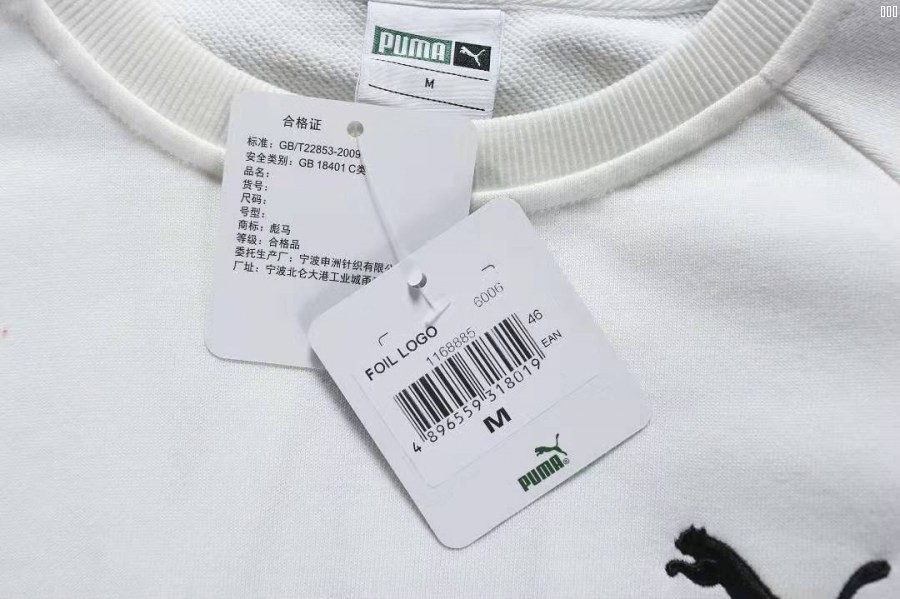 PUMA
M
合格证
标准：GB/T22853-2009
安全类别：GB 18401 C类
品名：
货号：
尺码：
号型：
商标：彪马
等级：合格品
委托生产厂：宁波申洲针织有限公
厂址：宁波北仑大港工业城甬
6006
FOIL LOGO
1168885
46
EAN
4 896559 318019
M
PUMA®